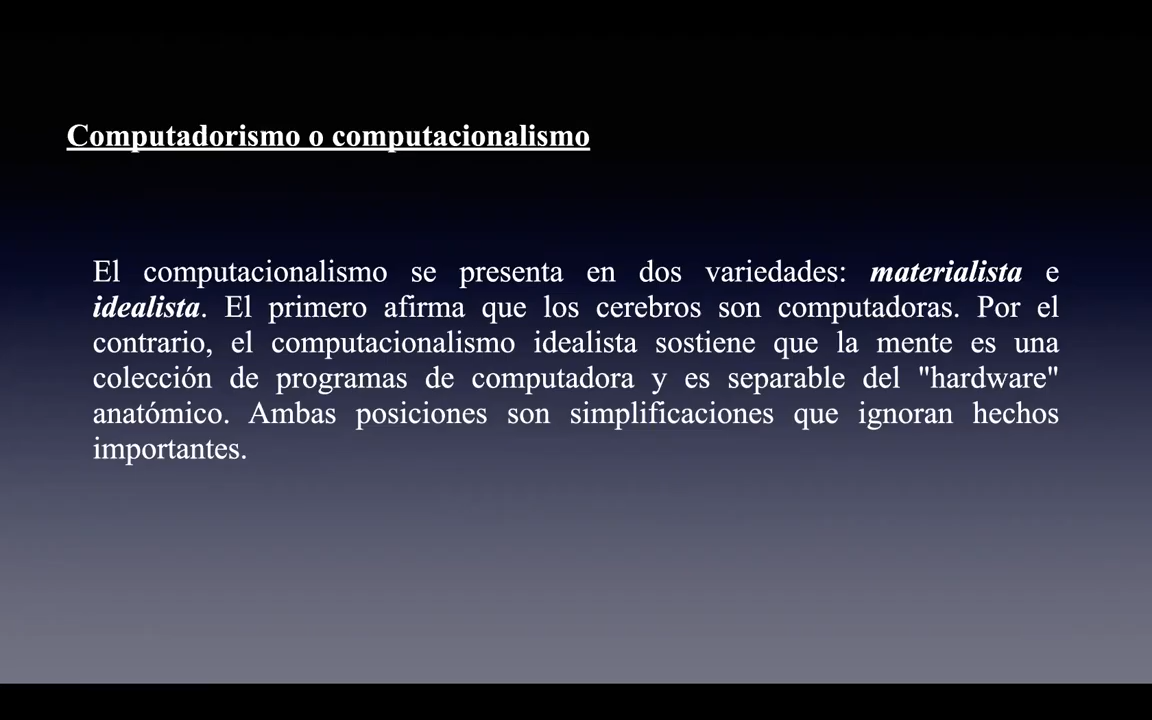 Computadorismo o computacionalismo
El computacionalismo se presenta en dos variedades: materialista e
idealista. El primero afirma que los cerebros son computadoras. Por el
contrario, el computacionalismo idealista sostiene que la mente es una
colección de programas de computadora y es separable del "hardware"
anatómico. Ambas posiciones son simplificaciones que ignoran hechos
importantes.